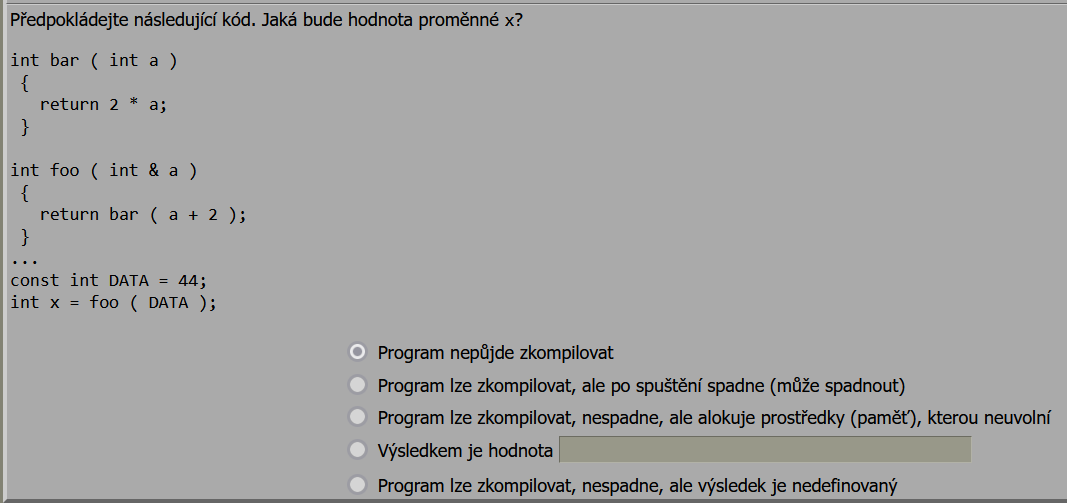 Předpokládejte následující kód. Jaká bude hodnota proměnné x?
int bar ( int a )
{
return 2 * a;
}
int foo ( int & a )
{
return bar ( a + 2 );
}
...
const int DATA = 44;
int x = foo ( DATA );
Program nepůjde zkompilovat
Program lze zkompilovat, ale po spuštění spadne (může spadnout)
Program lze zkompilovat, nespadne, ale alokuje prostředky (paměť), kterou neuvolní
Výsledkem je hodnota
Program lze zkompilovat, nespadne, ale výsledek je nedefinovaný